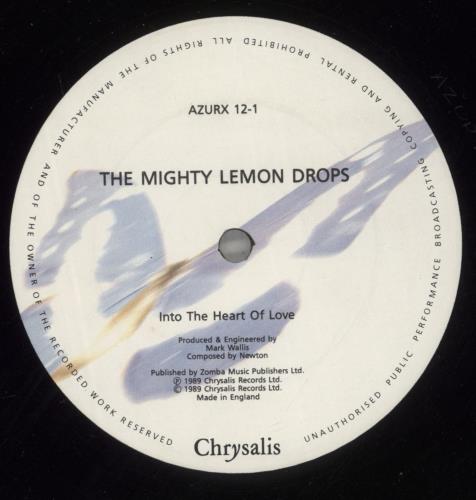 AZURX 12-1
THE MIGHTY LEMON DROPS
Into The Heart Of Love
Produced & Engineered by
Mark Wallis
Composed by Newton
Published by Zomba Music Publishers Ltd.
℗ 1989 Chrysalis Records Ltd.
© 1989 Chrysalis Records Ltd.
Made in England
Chrysalis
ALL RIGHTS OF THE MANUFACTURER AND OF THE OWNER OF THE RECORDED WORK RESERVED
UNAUTHORISED PUBLIC PERFORMANCE BROADCASTING COPYING AND RENTAL PROHIBITED